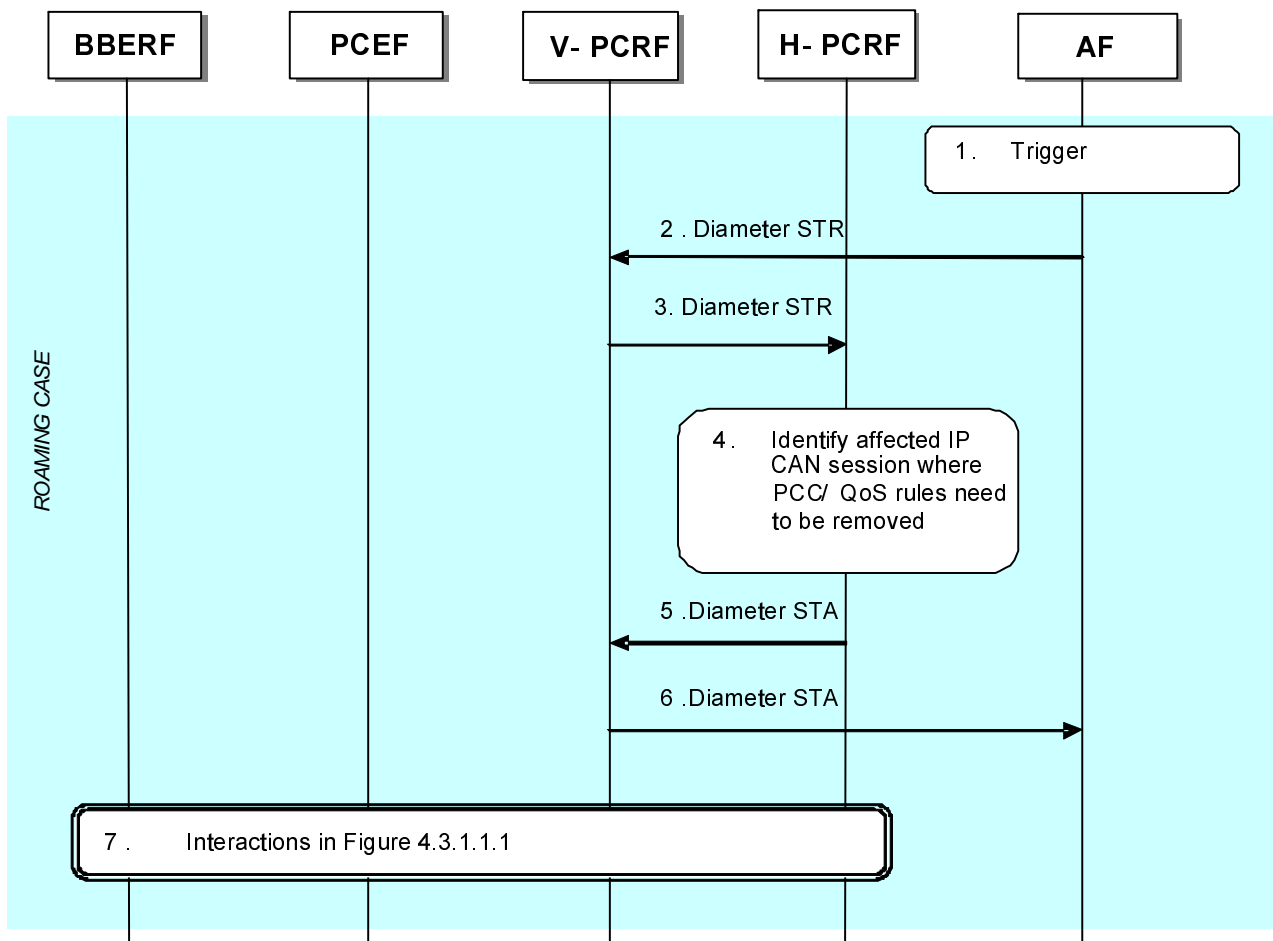 BBERF
PCEF
V- PCRF
H- PCRF
AF
1. Trigger
2 . Diameter STR
3. Diameter STR
ROAMING CASE
4. Identify affected IP
CAN session where
PCC/ QoS rules need
to be removed
5 .Diameter STA
6 .Diameter STA
7 . Interactions in Figure 4.3.1.1.1